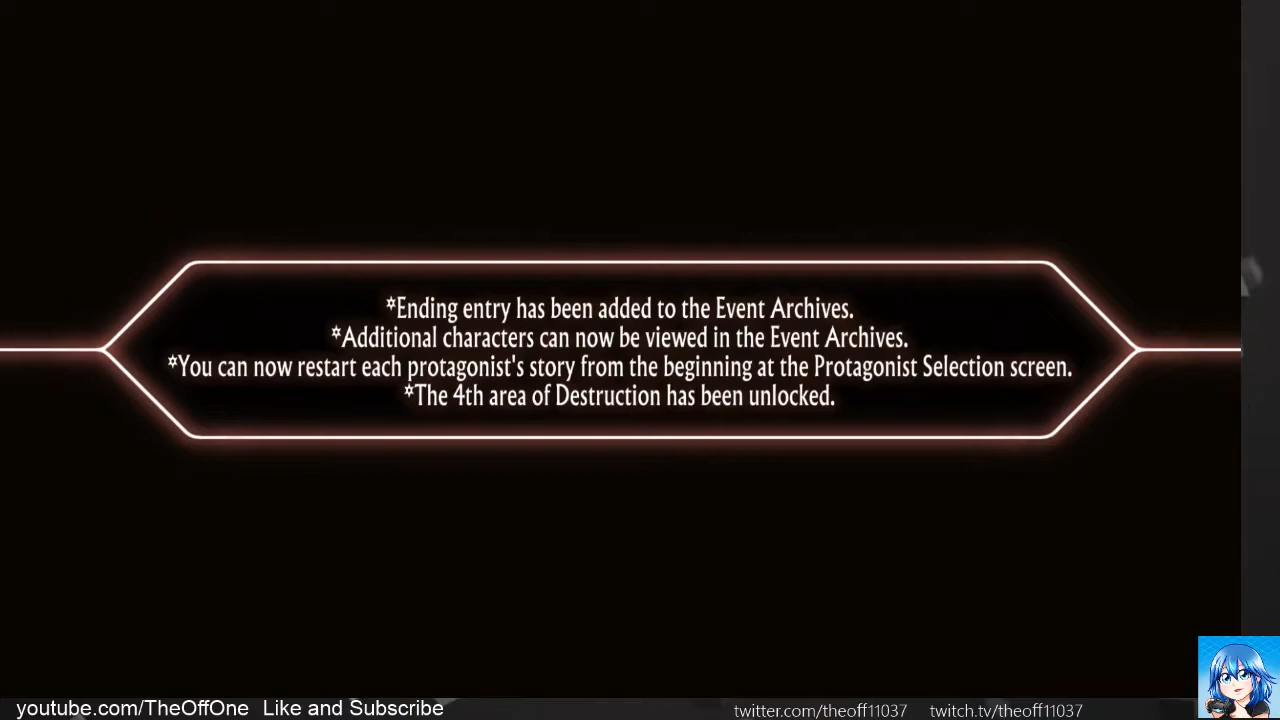 *Ending entry has been added to the Event Archives.
*Additional characters can now be viewed in the Event Archives.
*You can now restart each protagonist's story from the beginning at the Protagonist Selection screen.
*The 4th area of Destruction has been unlocked.
youtube.com/TheOffOne Like and Subscribe
twitter.com/theoff11037 twitch.tv/theoff11037